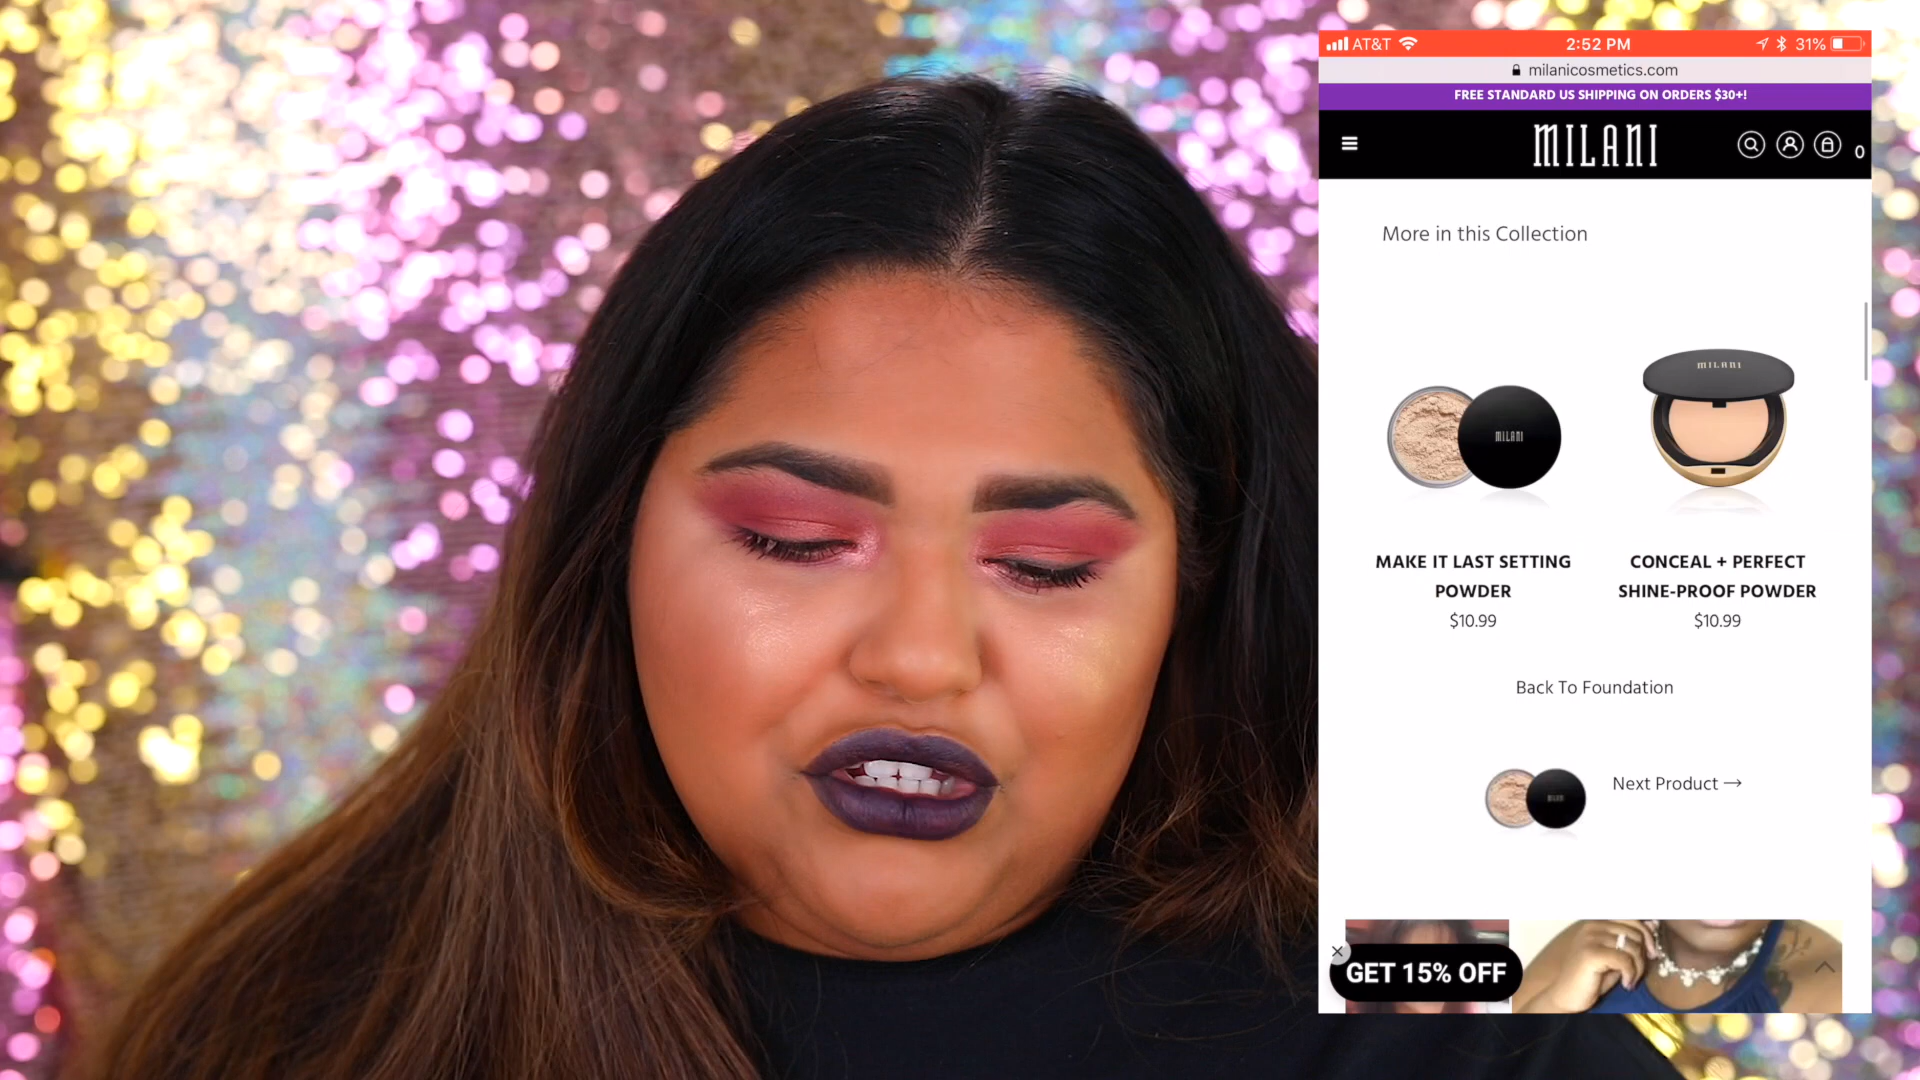 AT&T 2:52 PM 31%
milanicosmetics.com
FREE STANDARD US SHIPPING ON ORDERS $30+!
MILANI
0
More in this Collection
MILANI
MILANI
MAKE IT LAST SETTING
POWDER
$10.99
CONCEAL + PERFECT
SHINE-PROOF POWDER
$10.99
Back To Foundation
MILANI
Next Product →
GET 15% OFF